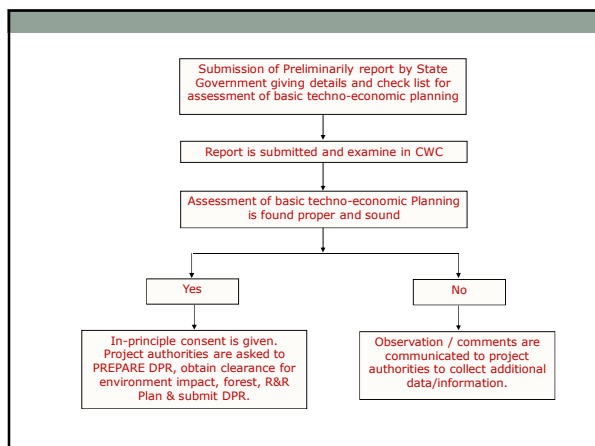 Submission of Preliminarily report by State
Government giving details and check list for
assessment of basic techno-economic planning
Report is submitted and examine in CWC
Assessment of basic techno-economic Planning
is found proper and sound
Yes
No
In-principle consent is given.
Project authorities are asked to
PREPARE DPR, obtain clearance for
environment impact, forest, R&R
Plan & submit DPR.
Observation / comments are
communicated to project
authorities to collect additional
data/information.